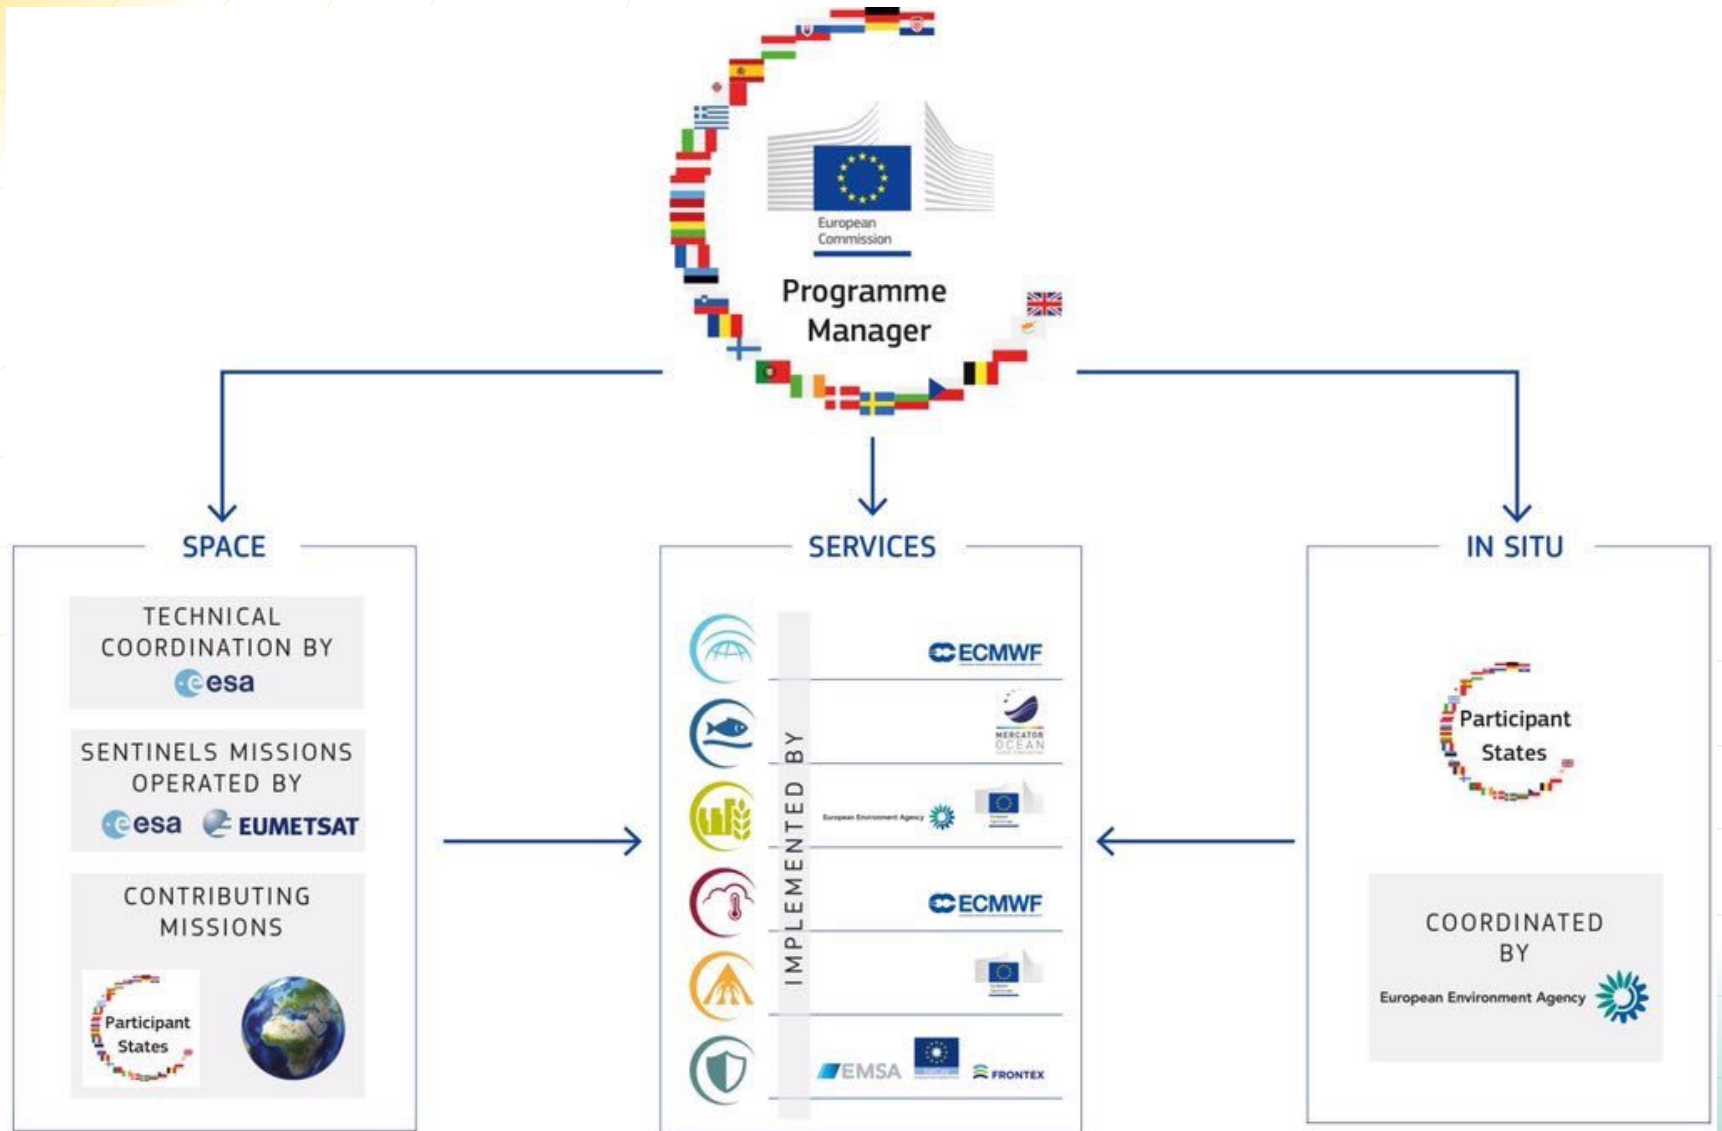 European
Commission
Programme
Manager
SPACE
TECHNICAL
COORDINATION BY
esa
SENTINELS MISSIONS
OPERATED BY
esa EUMETSAT
CONTRIBUTING
MISSIONS
Participant
States
SERVICES
IMPLEMENTED BY
ECMWF
MERCATOR
OCEAN
European Environment Agency
ECMWF
EMSA
FRONTEX
IN SITU
Participant
States
COORDINATED
BY
European Environment Agency